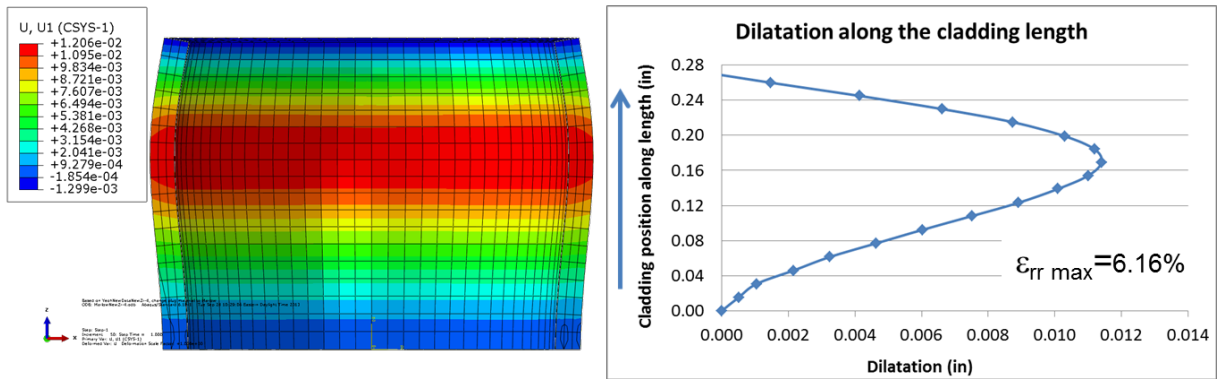 U, U1 (CSYS-1)
+1.206e-02
+1.095e-02
+9.834e-03
+8.721e-03
+7.607e-03
+6.494e-03
+5.381e-03
+4.268e-03
+3.154e-03
+2.041e-03
+9.279e-04
-1.854e-04
-1.299e-03
Step: Step-1
z
x
Dilatation along the cladding length
Cladding position along length (in)
0.28
0.24
0.20
0.16
0.12
0.08
0.04
0.00
εrr max=6.16%
0.000
0.002
0.004
0.006
0.008
0.010
0.012
0.014
Dilatation (in)